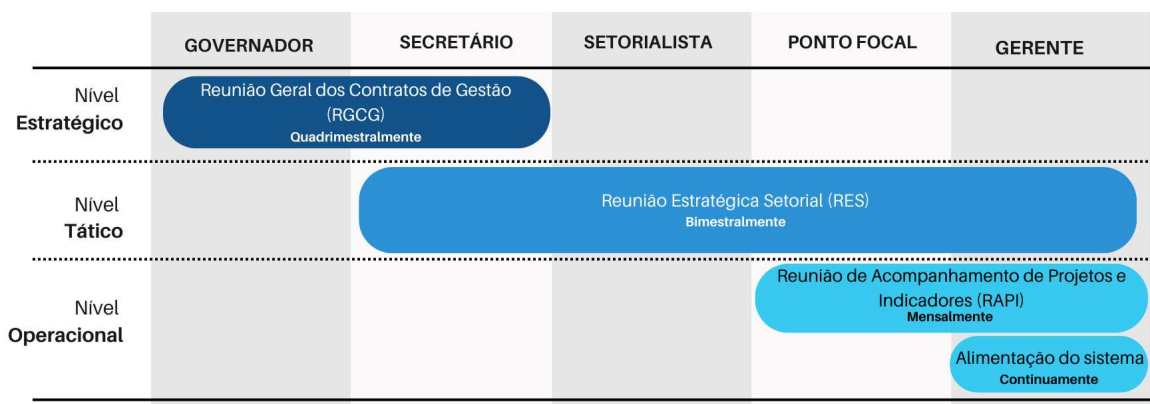 GOVERNADOR
SECRETÁRIO
SETORIALISTA
PONTO FOCAL
GERENTE
Nível
Estratégico
Reunião Geral dos Contratos de Gestão
(RGCG)
Quadrimestralmente
Nível
Tático
Reunião Estratégica Setorial (RES)
Bimestralmente
Nível
Operacional
Reunião de Acompanhamento de Projetos e
Indicadores (RAPI)
Mensalmente
Alimentação do sistema
Continuamente